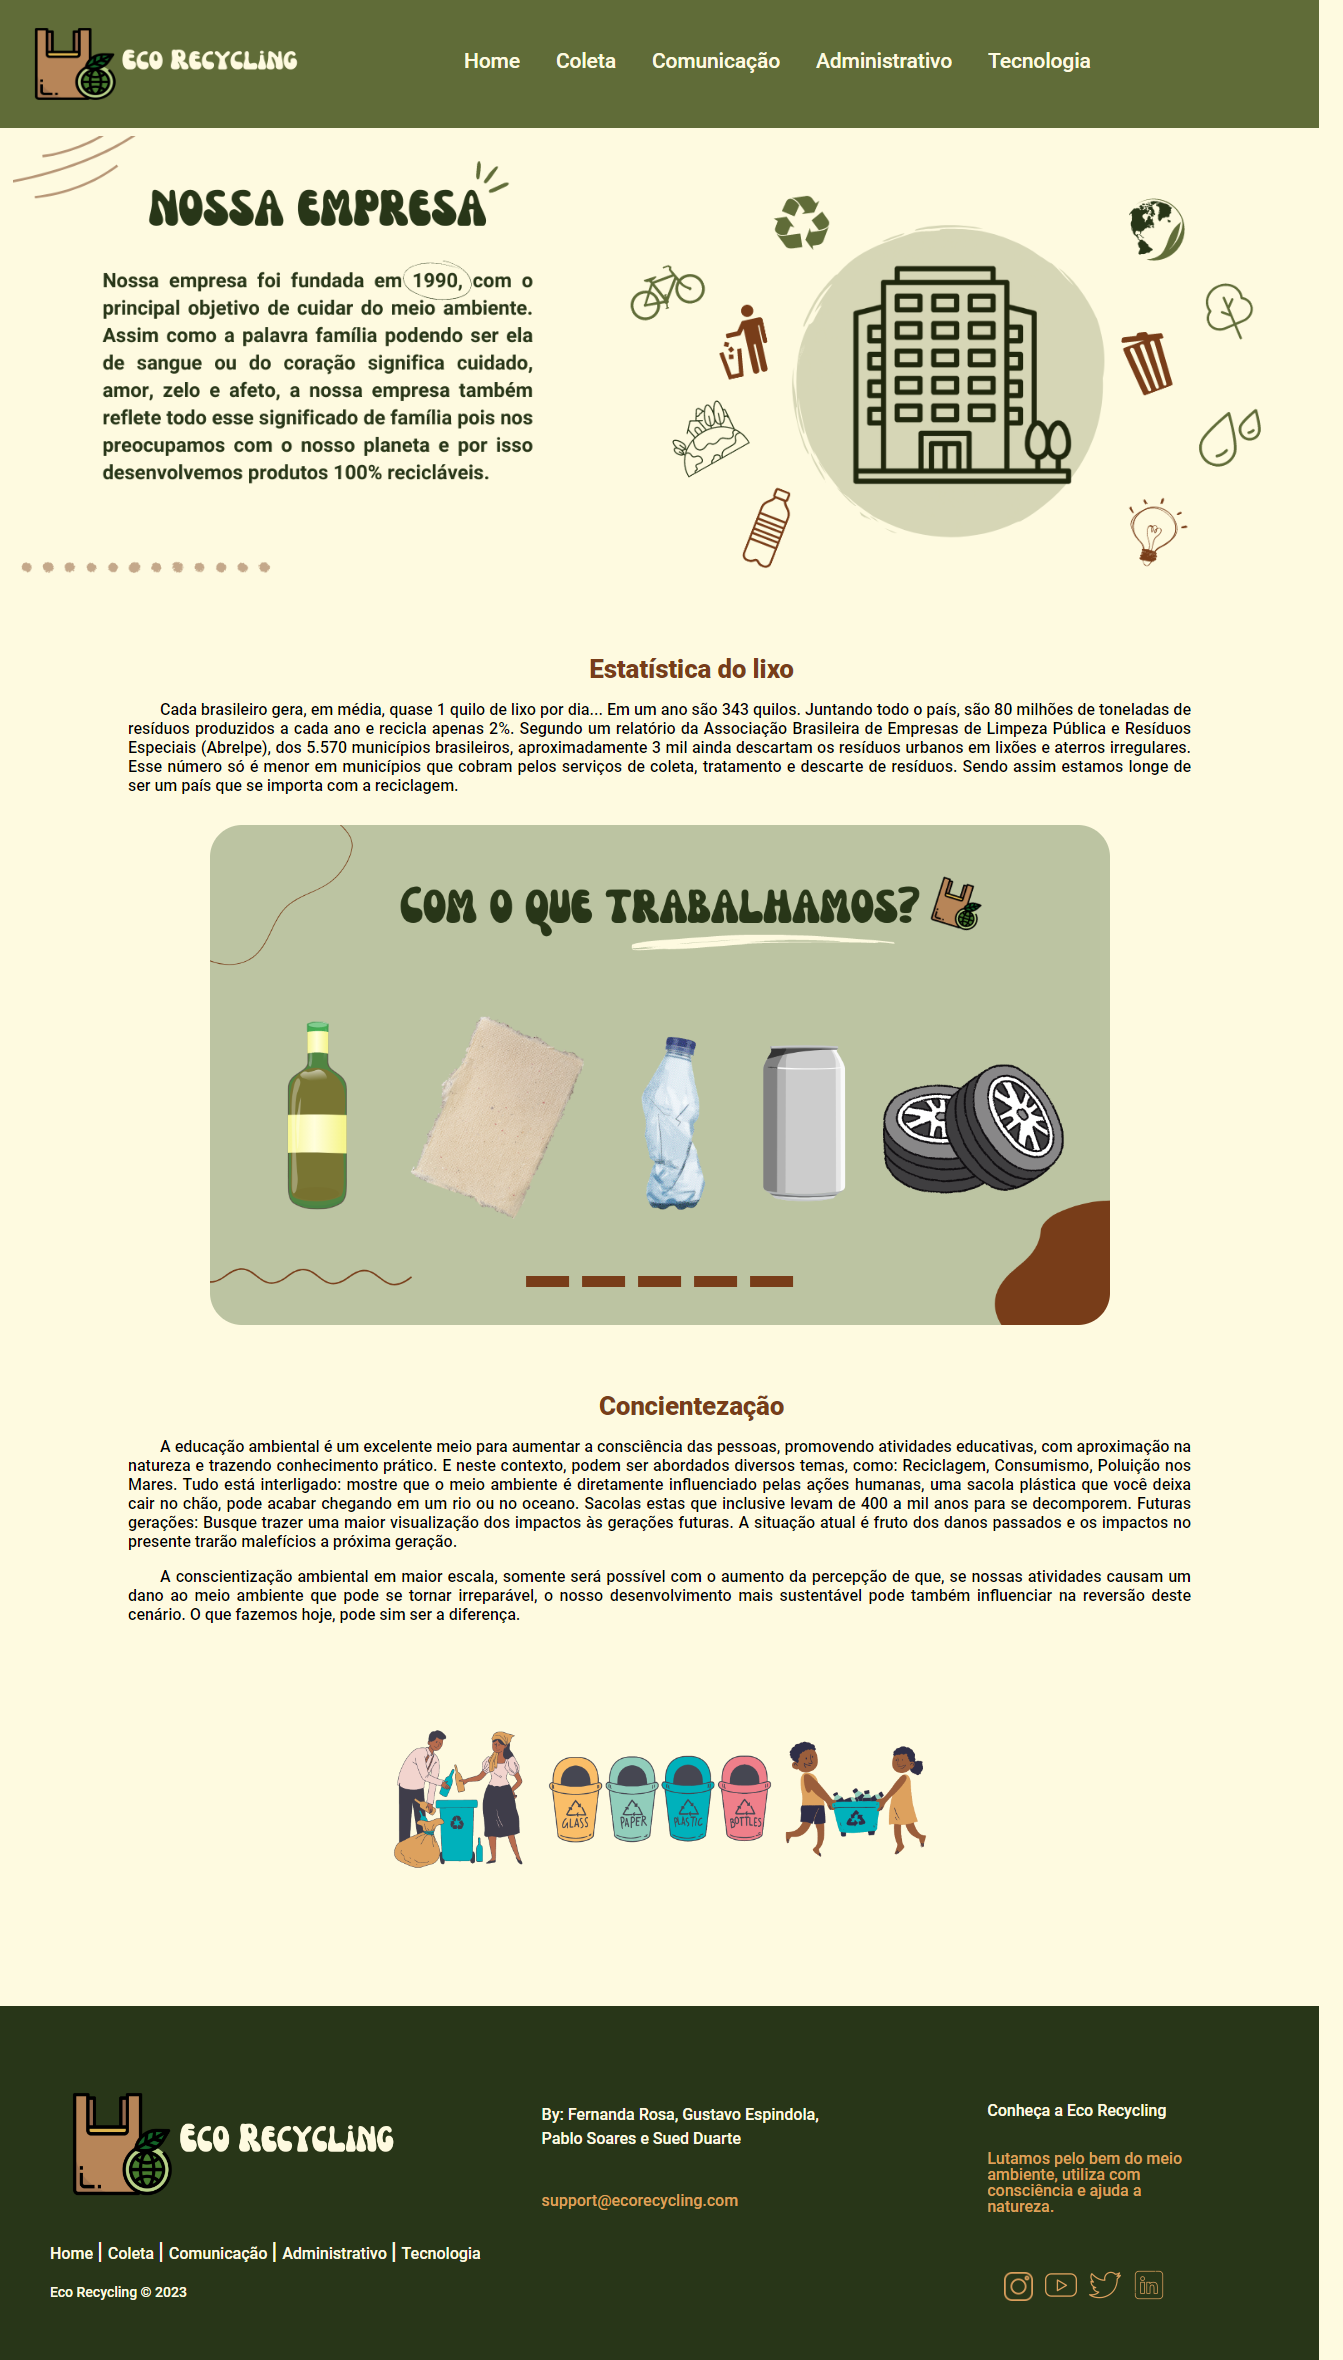 Eco Recycling
Home Coleta Comunicação Administrativo Tecnologia
NOSSA EMPRESA
Nossa empresa foi fundada em 1990, com o
principal objetivo de cuidar do meio ambiente.
Assim como a palavra família podendo ser ela
de sangue ou do coração significa cuidado,
amor, zelo e afeto, a nossa empresa também
reflete todo esse significado de família pois nos
preocupamos com o nosso planeta e por isso
desenvolvemos produtos 100% recicláveis.
Estatística do lixo
Cada brasileiro gera, em média, quase 1 quilo de lixo por dia... Em um ano são 343 quilos. Juntando todo o país, são 80 milhões de toneladas de
resíduos produzidos a cada ano e recicla apenas 2%. Segundo um relatório da Associação Brasileira de Empresas de Limpeza Pública e Resíduos
Especiais (Abrelpe), dos 5.570 municípios brasileiros, aproximadamente 3 mil ainda descartam os resíduos urbanos em lixões e aterros irregulares.
Esse número só é menor em municípios que cobram pelos serviços de coleta, tratamento e descarte de resíduos. Sendo assim estamos longe de
ser um país que se importa com a reciclagem.
Com o que trabalhamos?
Concientezação
A educação ambiental é um excelente meio para aumentar a consciência das pessoas, promovendo atividades educativas, com aproximação na
natureza e trazendo conhecimento prático. E neste contexto, podem ser abordados diversos temas, como: Reciclagem, Consumismo, Poluição nos
Mares. Tudo está interligado: mostre que o meio ambiente é diretamente influenciado pelas ações humanas, uma sacola plástica que você deixa
cair no chão, pode acabar chegando em um rio ou no oceano. Sacolas estas que inclusive levam de 400 a mil anos para se decomporem. Futuras
gerações: Busque trazer uma maior visualização dos impactos às gerações futuras. A situação atual é fruto dos danos passados e os impactos no
presente trarão malefícios a próxima geração.
A conscientização ambiental em maior escala, somente será possível com o aumento da percepção de que, se nossas atividades causam um
dano ao meio ambiente que pode se tornar irreparável, o nosso desenvolvimento mais sustentável pode também influenciar na reversão deste
cenário. O que fazemos hoje, pode sim ser a diferença.
GLASS PAPER PLASTIC BOTTLES
Eco Recycling
Home | Coleta | Comunicação | Administrativo | Tecnologia
Eco Recycling © 2023
By: Fernanda Rosa, Gustavo Espindola,
Pablo Soares e Sued Duarte
support@ecorecycling.com
Conheça a Eco Recycling
Lutamos pelo bem do meio
ambiente, utiliza com
consciência e ajuda a
natureza.
in